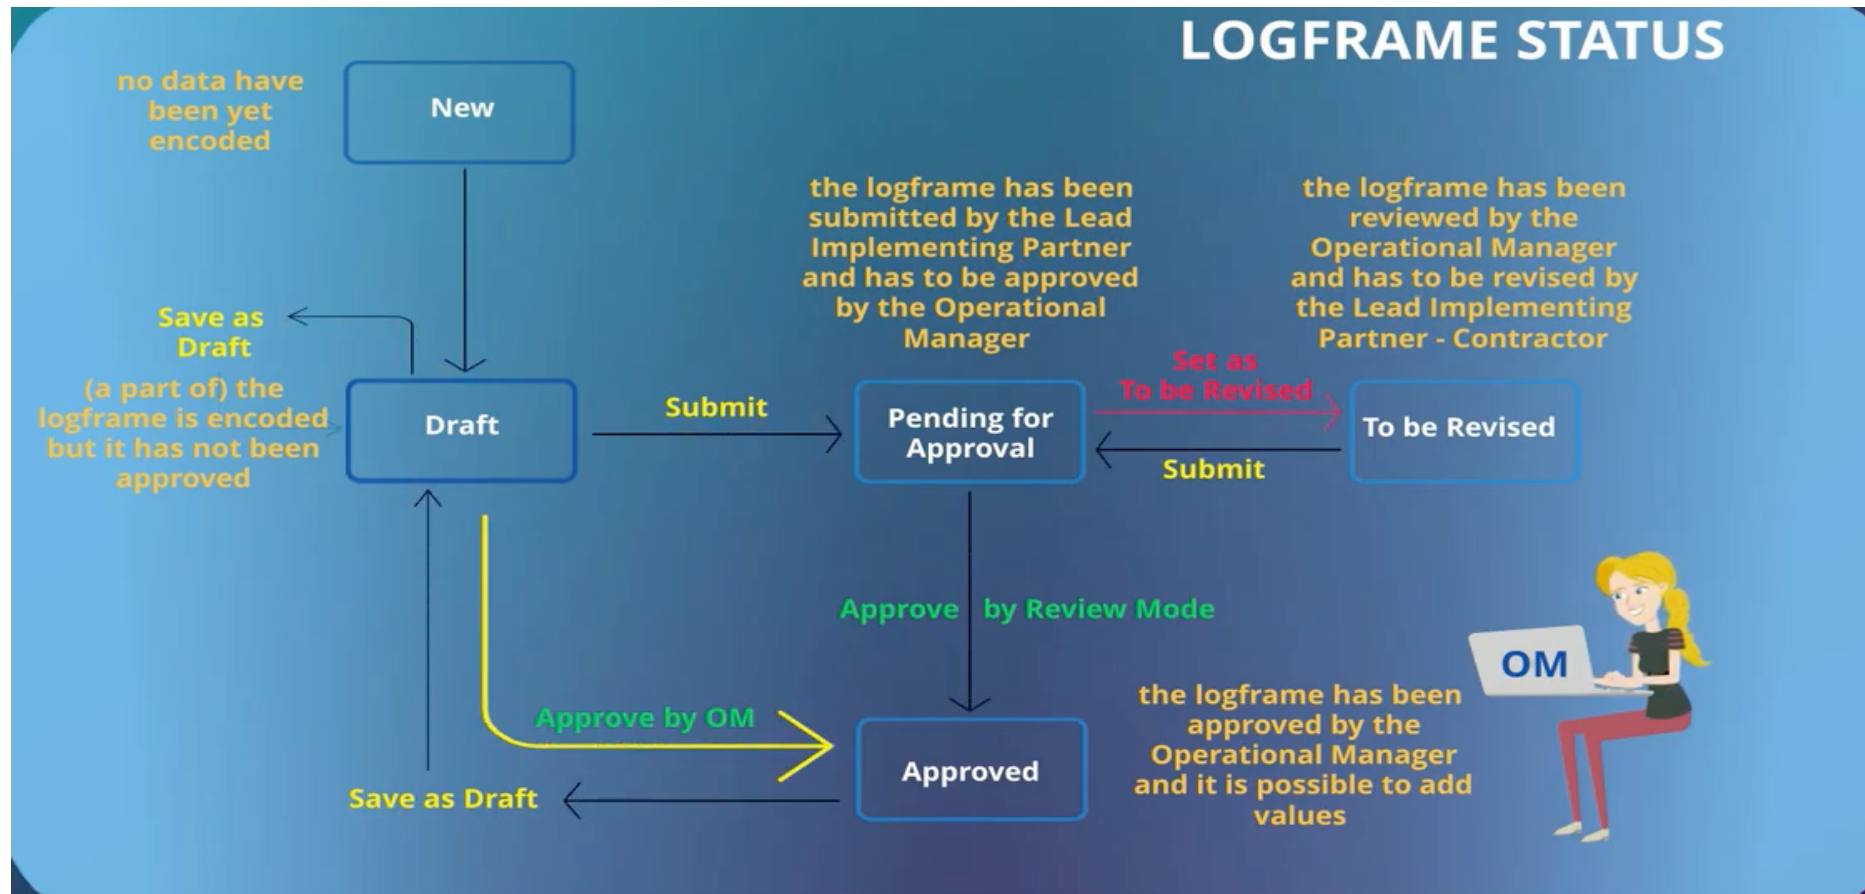 LOGFRAME STATUS
no data have
been yet
encoded
New
the logframe has been
submitted by the Lead
Implementing Partner
and has to be approved
by the Operational
Manager
the logframe has been
reviewed by the
Operational Manager
and has to be revised by
the Lead Implementing
Partner - Contractor
Save as
Draft
(a part of) the
logframe is encoded
but it has not been
approved
Draft
Submit
Pending for
Approval
Set as
To be Revised
Submit
To be Revised
Approve by Review Mode
OM
Approve by OM
Save as Draft
Approved
the logframe has been
approved by the
Operational Manager
and it is possible to add
values